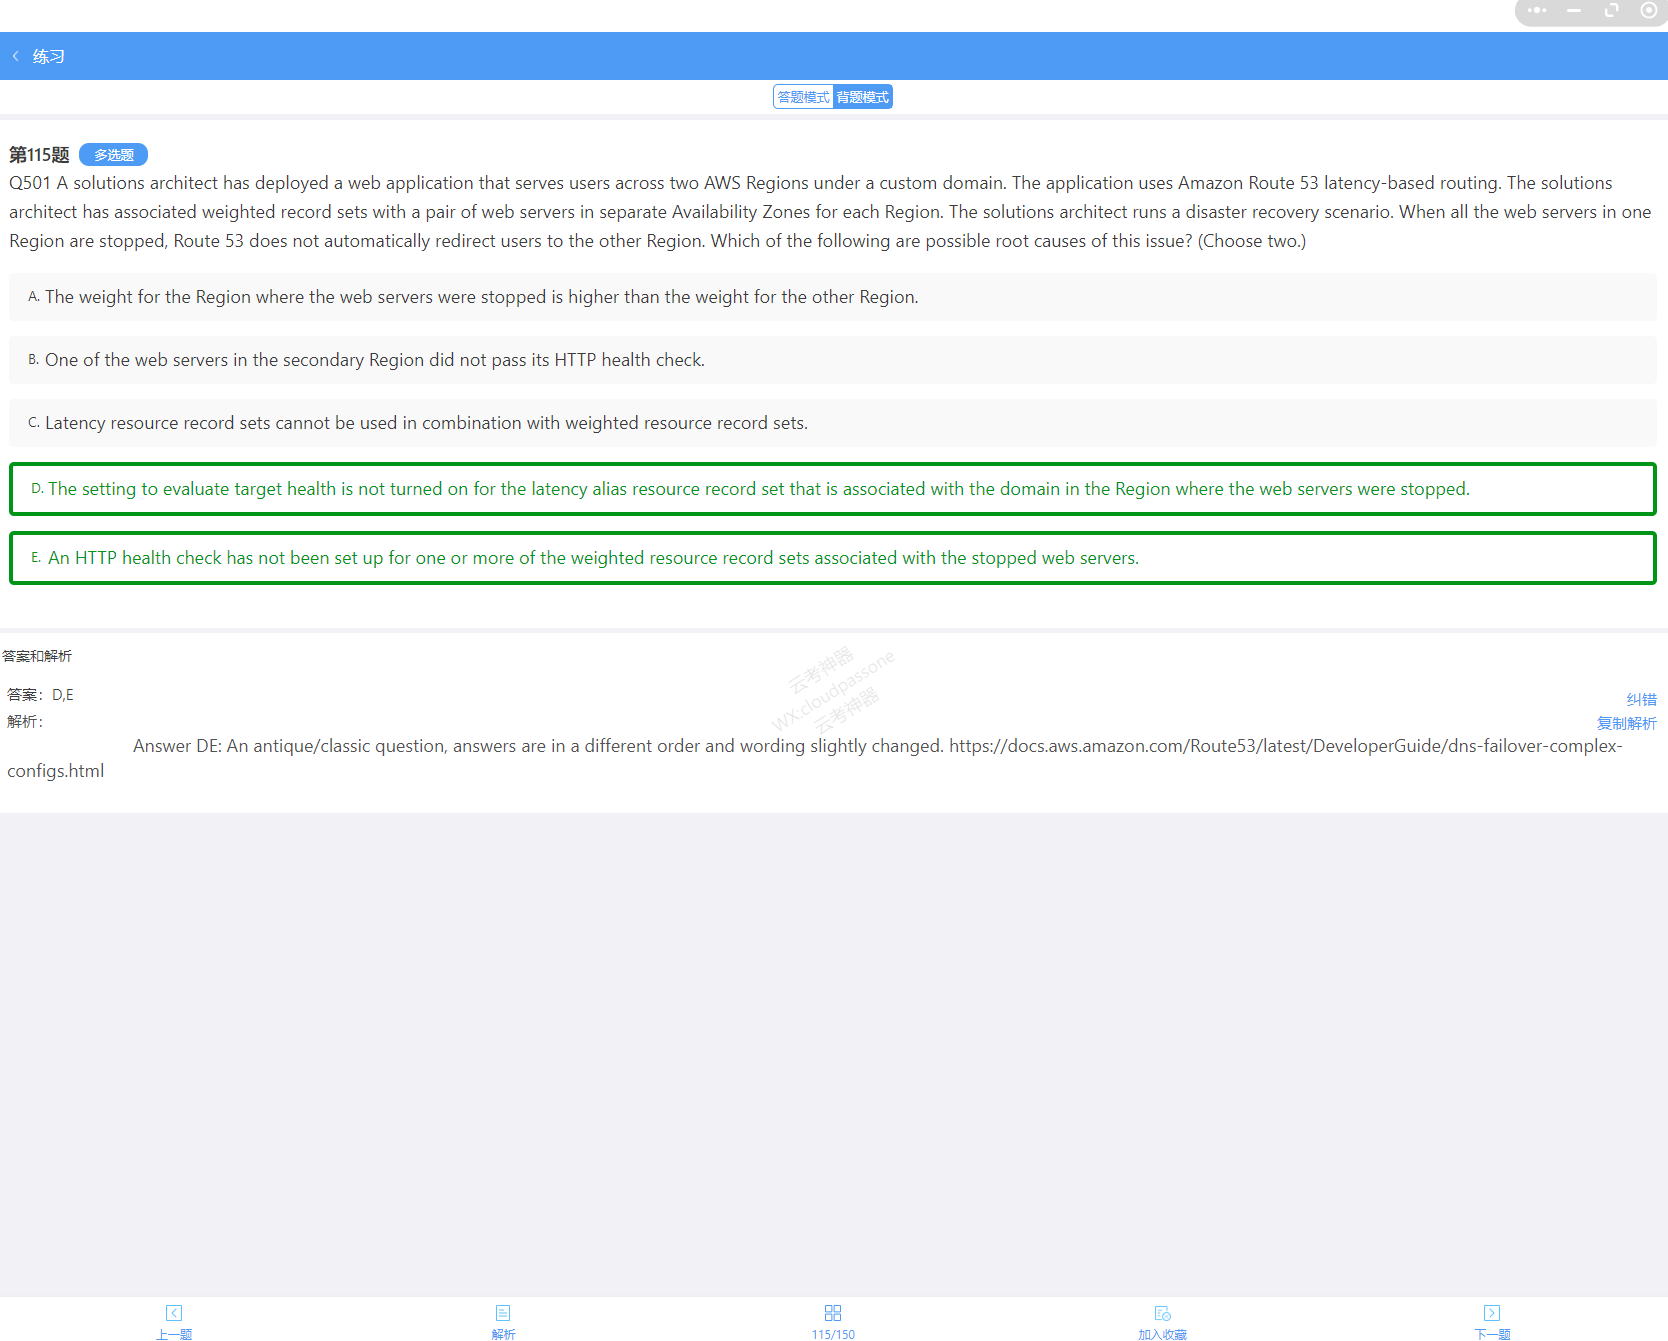 练习
答题模式 背题模式
第115题 多选题
Q501 A solutions architect has deployed a web application that serves users across two AWS Regions under a custom domain. The application uses Amazon Route 53 latency-based routing. The solutions
architect has associated weighted record sets with a pair of web servers in separate Availability Zones for each Region. The solutions architect runs a disaster recovery scenario. When all the web servers in one
Region are stopped, Route 53 does not automatically redirect users to the other Region. Which of the following are possible root causes of this issue? (Choose two.)
A. The weight for the Region where the web servers were stopped is higher than the weight for the other Region.
B. One of the web servers in the secondary Region did not pass its HTTP health check.
C. Latency resource record sets cannot be used in combination with weighted resource record sets.
D. The setting to evaluate target health is not turned on for the latency alias resource record set that is associated with the domain in the Region where the web servers were stopped.
E. An HTTP health check has not been set up for one or more of the weighted resource record sets associated with the stopped web servers.
答案和解析
云考神器
WX:cloudpassone
云考神器
答案：D,E
纠错
解析：
复制解析
Answer DE: An antique/classic question, answers are in a different order and wording slightly changed. https://docs.aws.amazon.com/Route53/latest/DeveloperGuide/dns-failover-complex-
configs.html
上一题 解析 115/150 加入收藏 下一题